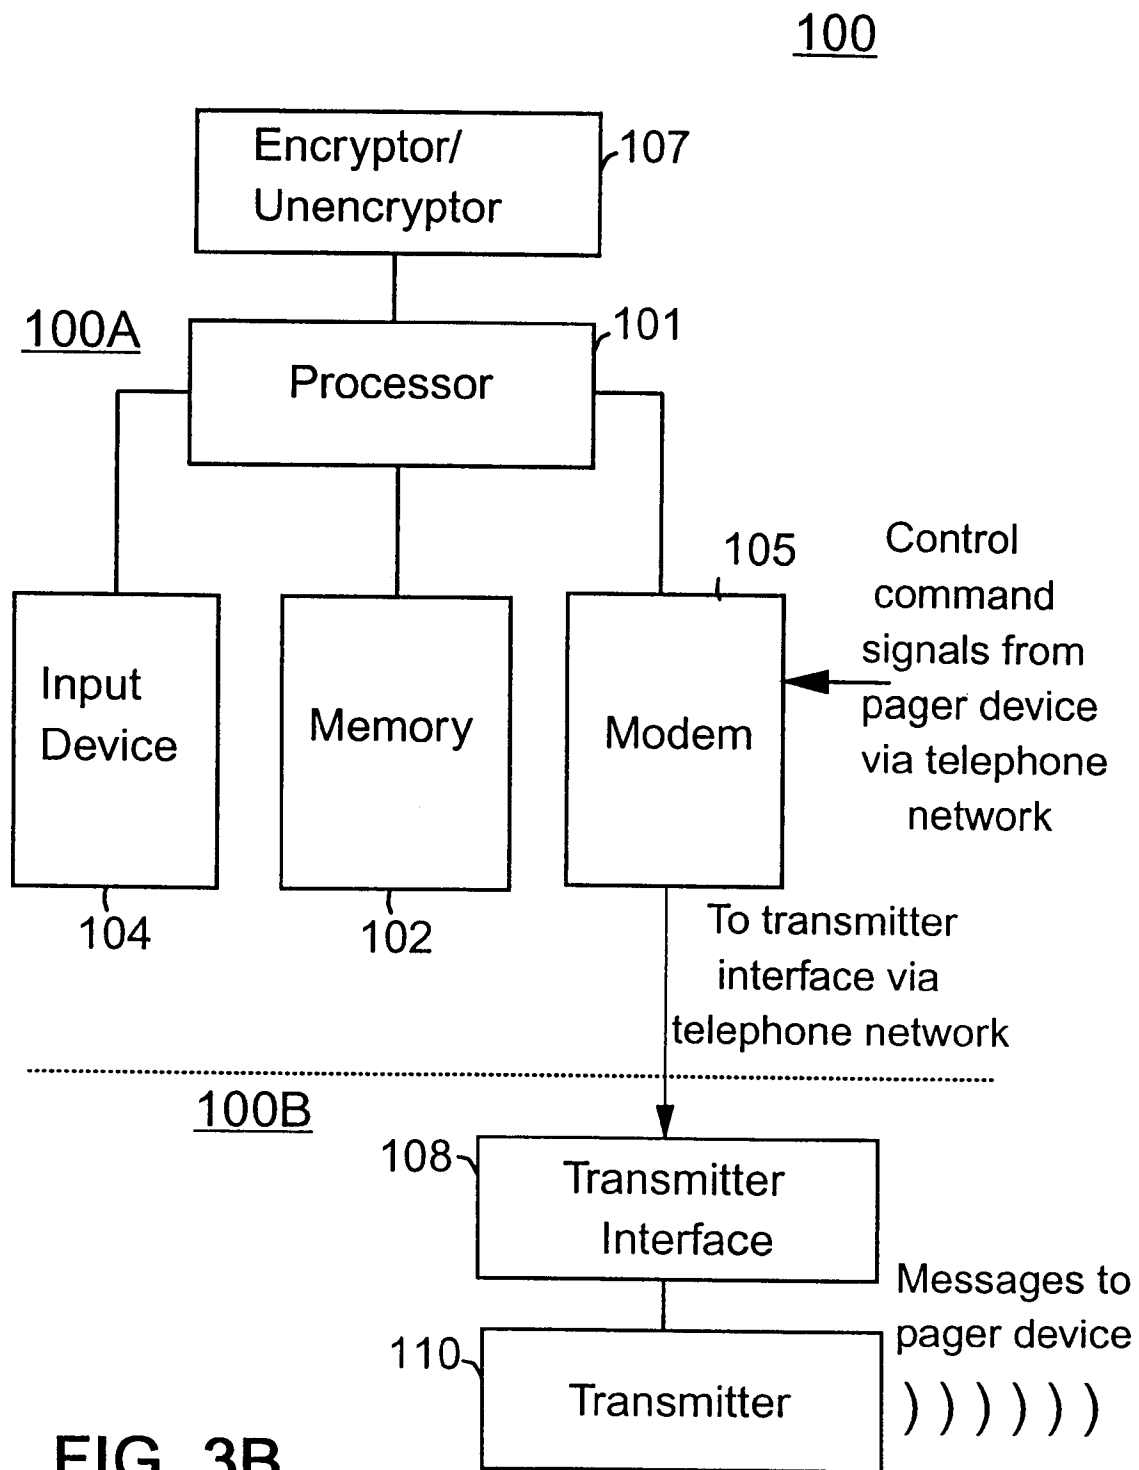 100
Encryptor/
Unencryptor
107
100A
101
Processor
105
Control
command
signals from
pager device
via telephone
network
Input
Device
Memory
Modem
104
102
To transmitter
interface via
telephone network
100B
108
Transmitter
Interface
Messages to
pager device
110
Transmitter
))))))
FIG. 3B